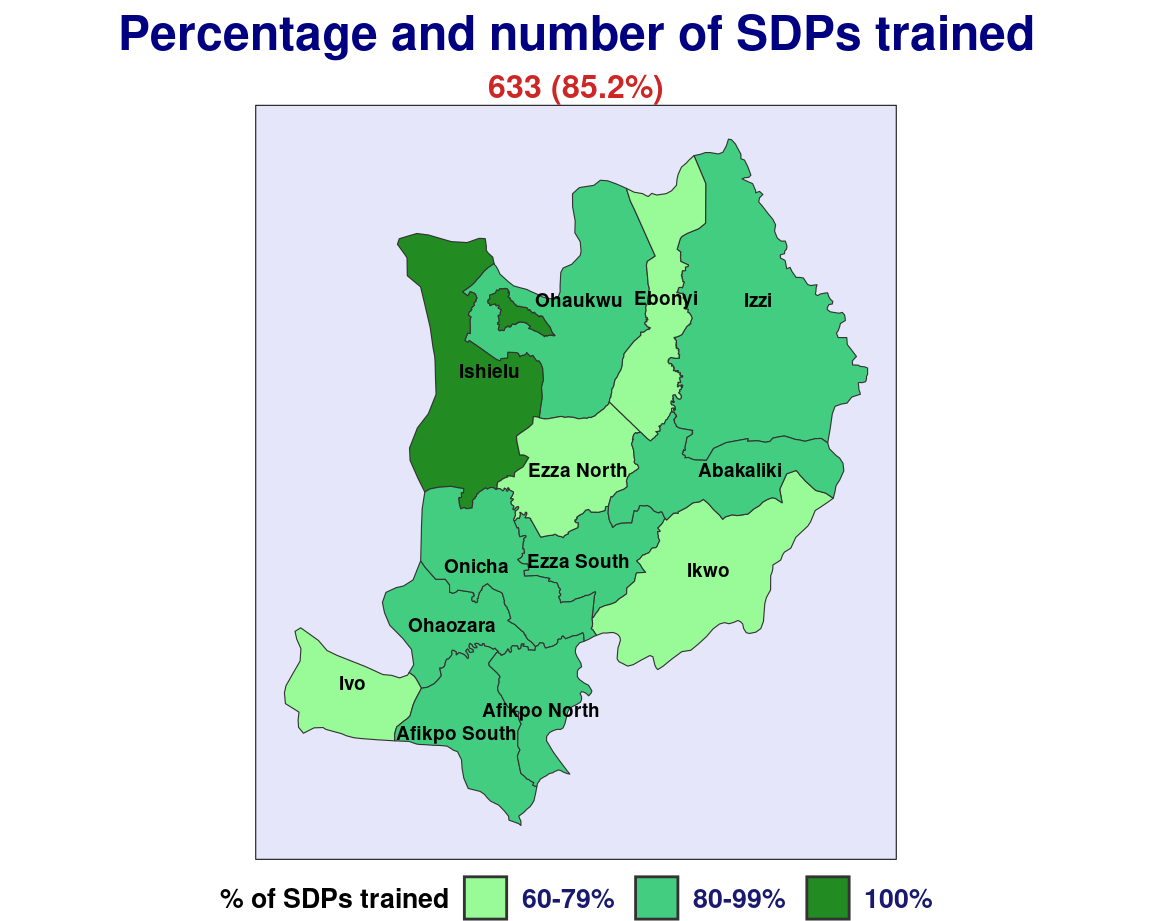 Percentage and number of SDPs trained
633 (85.2%)
Ohaukwu
Ebonyi
Izzi
Ishielu
Ezza North
Abakaliki
Ezza South
Onicha
Ikwo
Ohaozara
Ivo
Afikpo North
Afikpo South
% of SDPs trained 60-79% 80-99% 100%